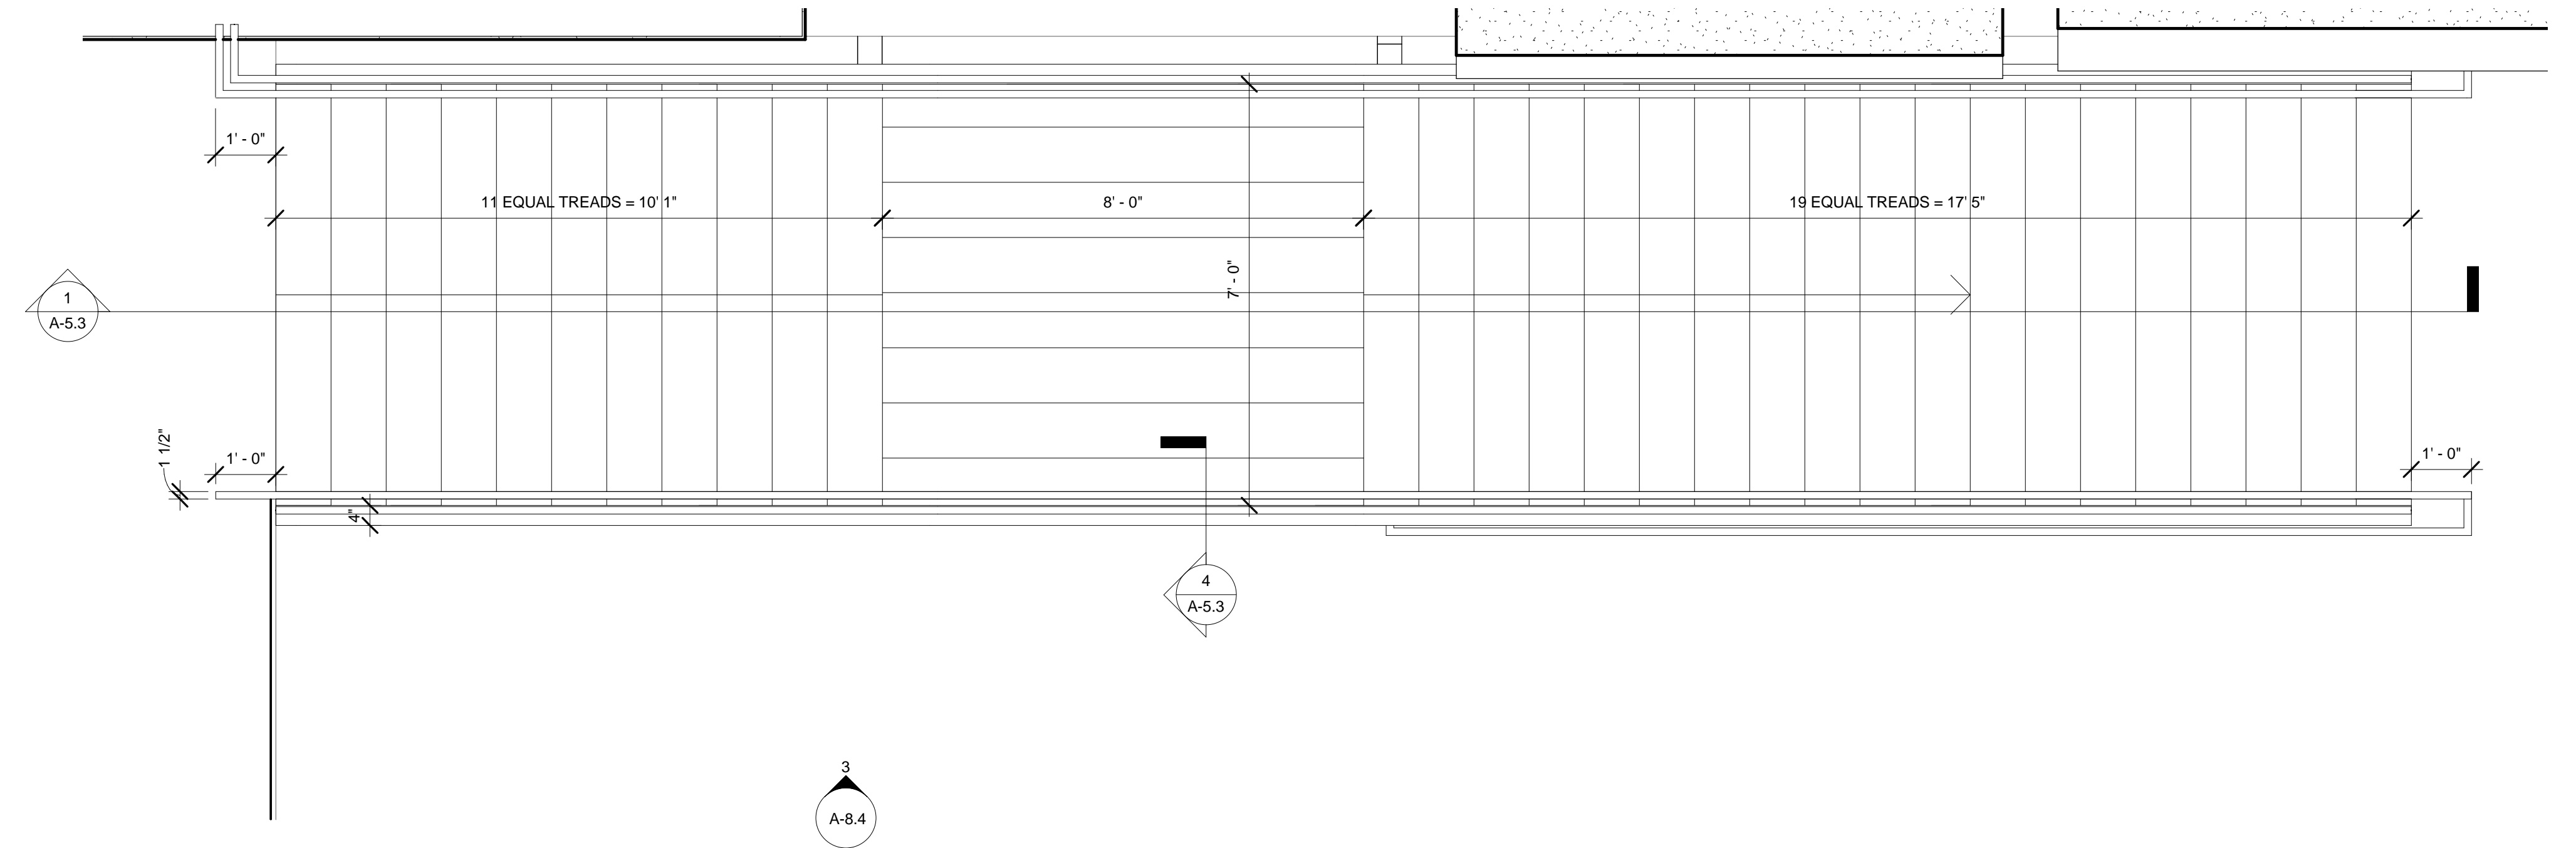 1' - 0"
11 EQUAL TREADS = 10' 1"
8' - 0"
19 EQUAL TREADS = 17' 5"
7' - 0"
1
A-5.3
1 1/2"
1' - 0"
1' - 0"
4"
4
A-5.3
3
A-8.4